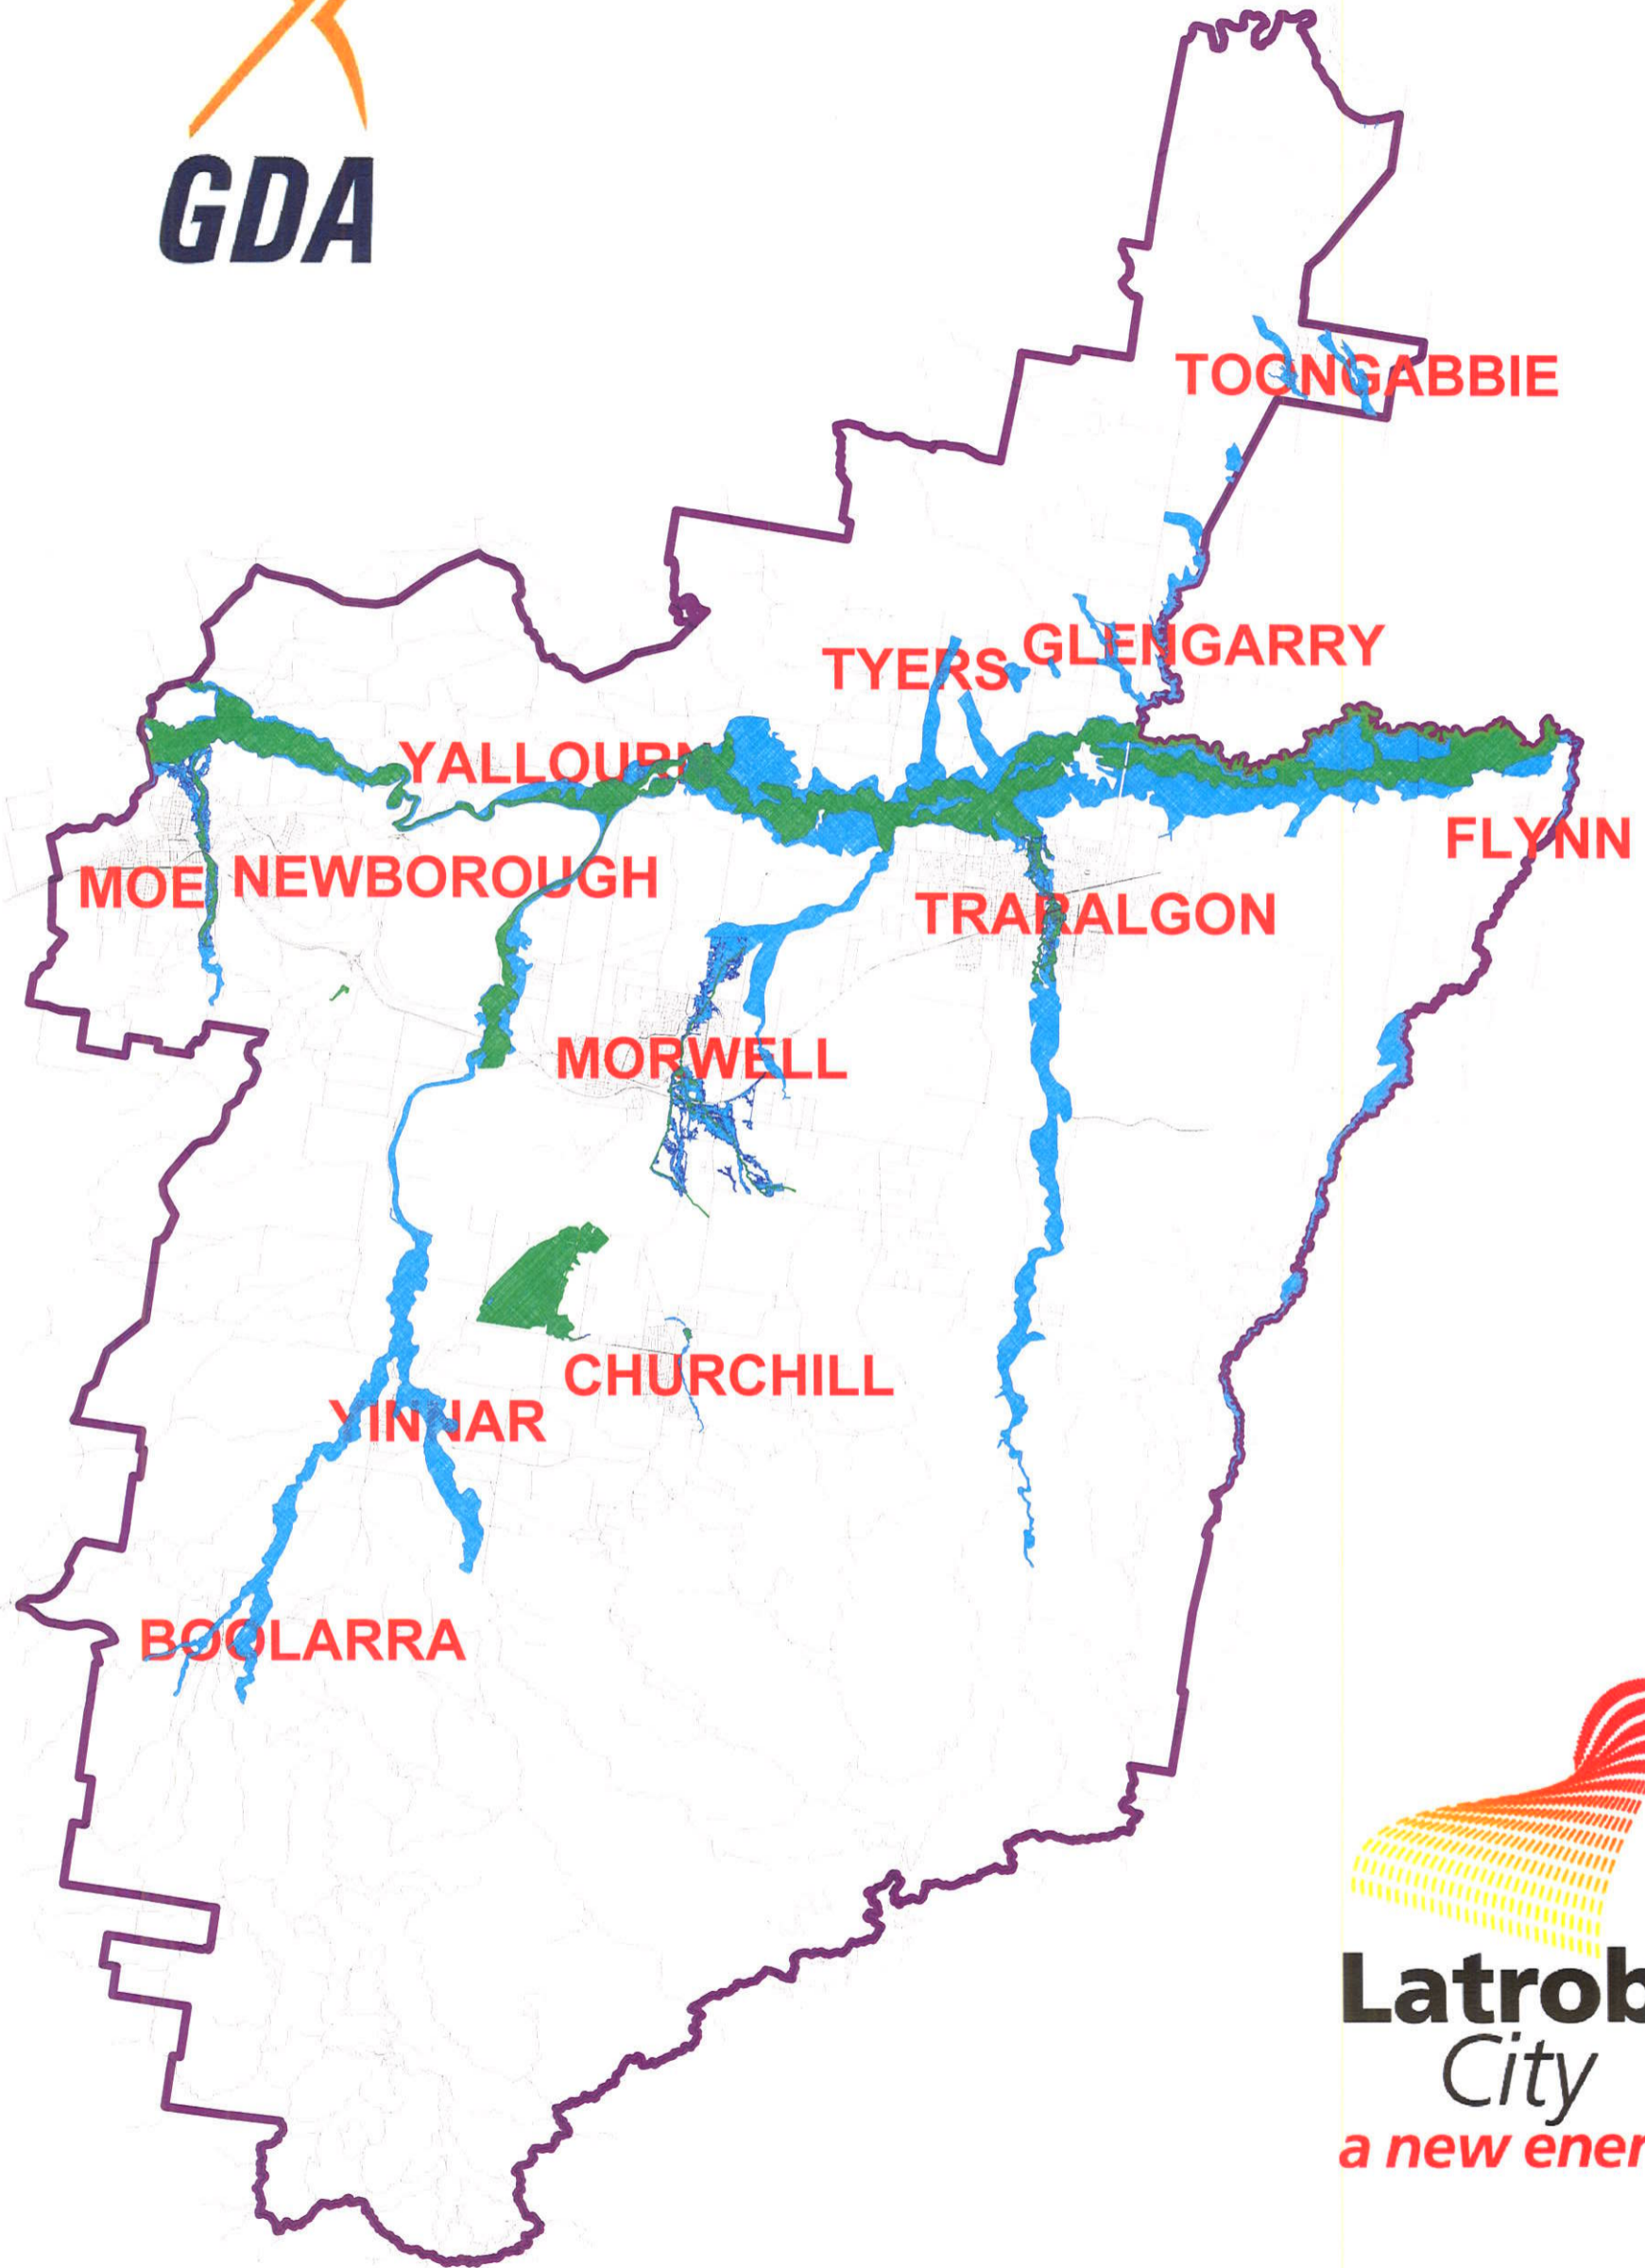 GDA
TOONGABBIE
GLENGARRY
TYERS
YALLOURN
FLYNN
MOE
NEWBOROUGH
TRARALGON
MORWELL
CHURCHILL
YINNAR
BOOLARRA
Latrob
City
a new ener